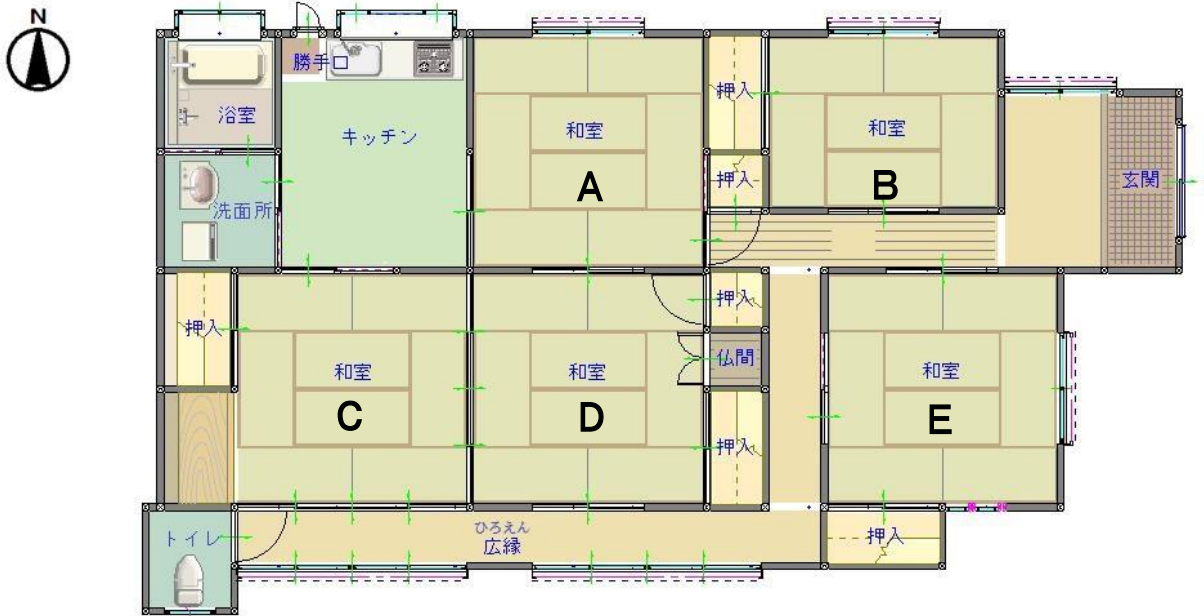 N
勝手口
浴室
キッチン
和室
A
押入
押入
和室
B
玄関
洗面所
押入
和室
C
和室
D
押入
仏間
押入
和室
E
トイレ
ひろえん
広縁
押入